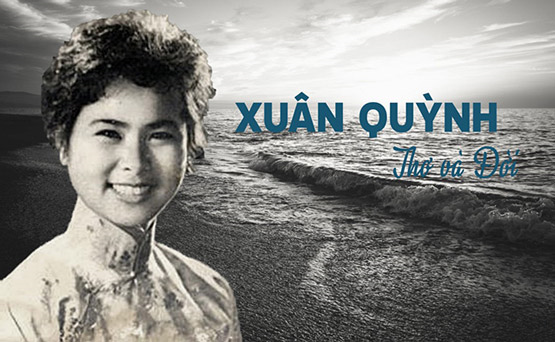 XUÂN QUỲNH
Thơ và Đời